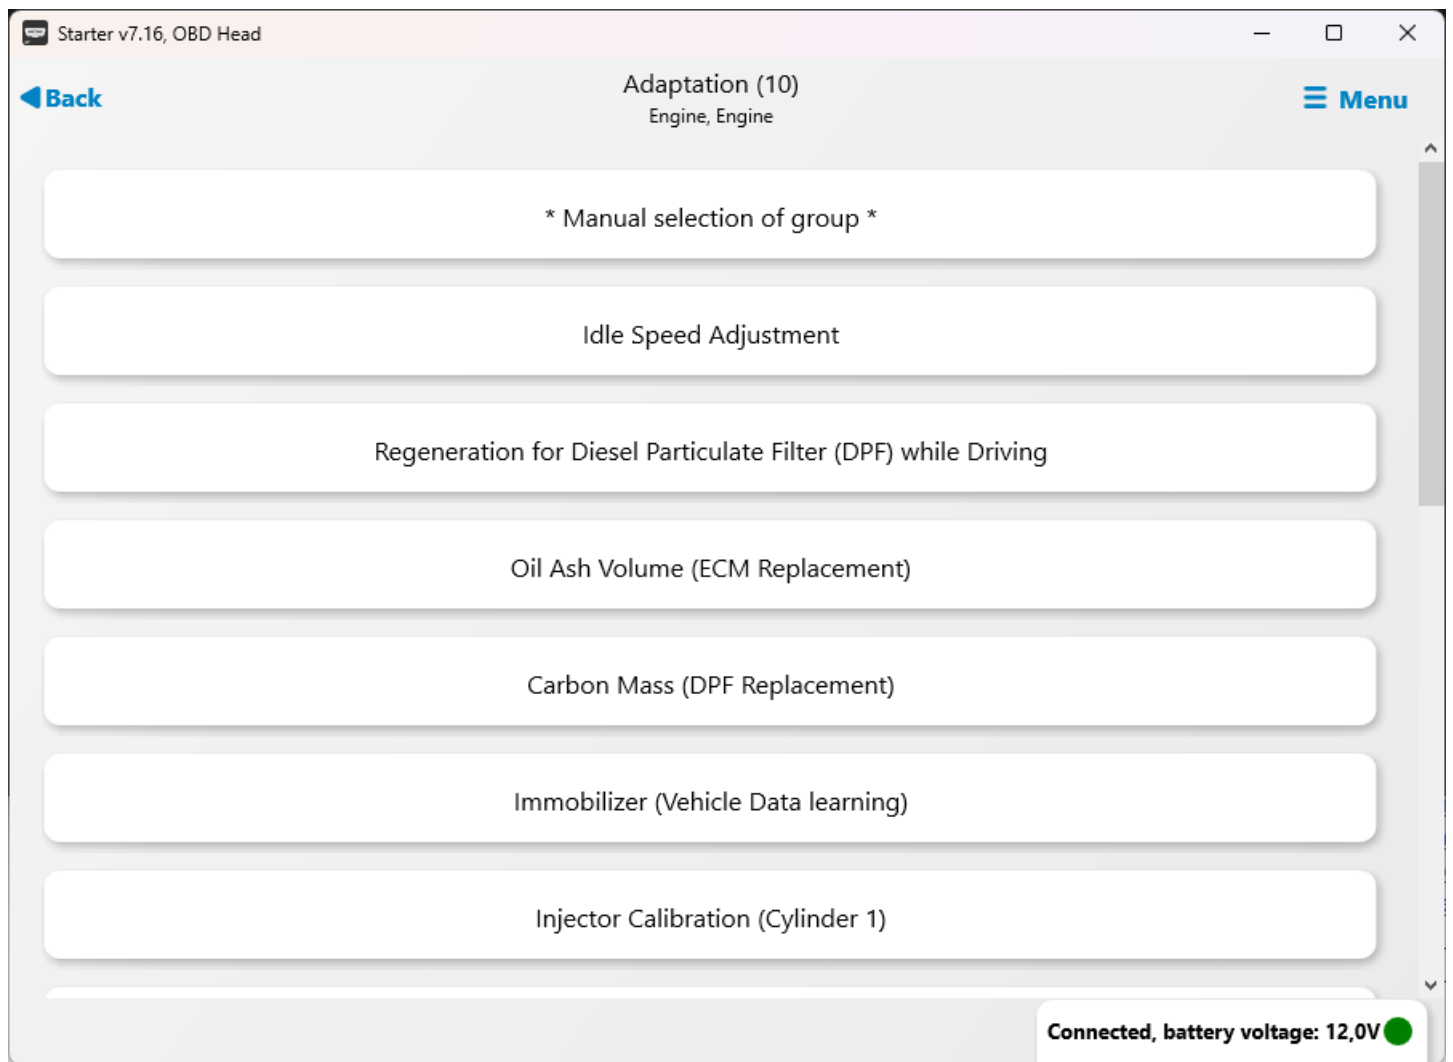 Starter v7.16, OBD Head
Back
Adaptation (10)
Engine, Engine
Menu
* Manual selection of group *
Idle Speed Adjustment
Regeneration for Diesel Particulate Filter (DPF) while Driving
Oil Ash Volume (ECM Replacement)
Carbon Mass (DPF Replacement)
Immobilizer (Vehicle Data learning)
Injector Calibration (Cylinder 1)
Connected, battery voltage: 12,0V